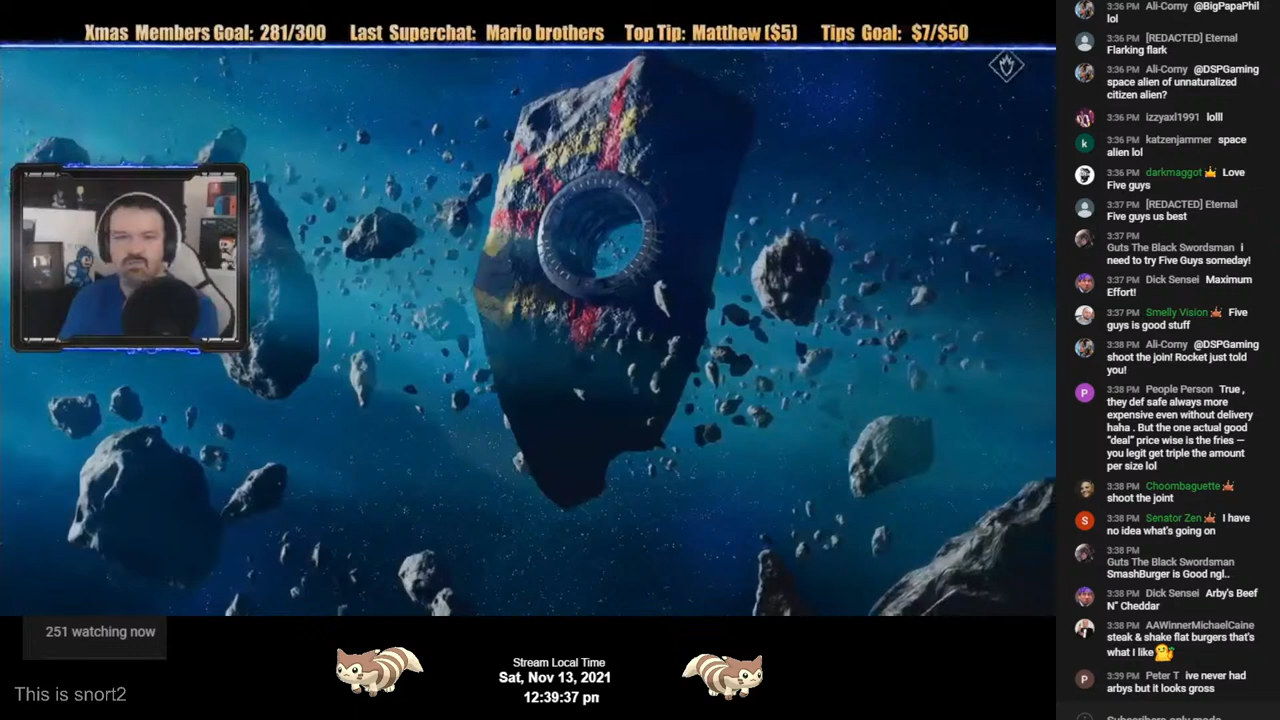 Xmas Members Goal: 281/300 Last Superchat: Mario brothers Top Tip: Matthew ($5) Tips Goal: $7/$50
3:36 PM Ali-Corny @BigPapaPhil
lol
3:36 PM [REDACTED] Eternal
Flarking flark
3:36 PM Ali-Corny @DSPGaming
space alien of unnaturalized
citizen alien?
3:36 PM izzyaxl1991 lolll
3:36 PM katzenjammer space
alien lol
3:36 PM darkmaggot Love
Five guys
3:37 PM [REDACTED] Eternal
Five guys us best
3:37 PM
Guts The Black Swordsman i
need to try Five Guys someday!
3:37 PM Dick Sensei Maximum
Effort!
3:37 PM Smelly Vision Five
guys is good stuff
3:38 PM Ali-Corny @DSPGaming
shoot the join! Rocket just told
you!
3:38 PM People Person True ,
they def safe always more
expensive even without delivery
haha . But the one actual good
“deal” price wise is the fries —
you legit get triple the amount
per size lol
3:38 PM Choombaguette
shoot the joint
3:38 PM Senator Zen I have
no idea what's going on
3:38 PM
Guts The Black Swordsman
SmashBurger is Good ngl..
3:38 PM Dick Sensei Arby's Beef
N" Cheddar
3:38 PM AAWinnerMichaelCaine
steak & shake flat burgers that's
what I like
3:39 PM Peter T ive never had
arbys but it looks gross
251 watching now
This is snort2
Stream Local Time
Sat, Nov 13, 2021
12:39:37 pm